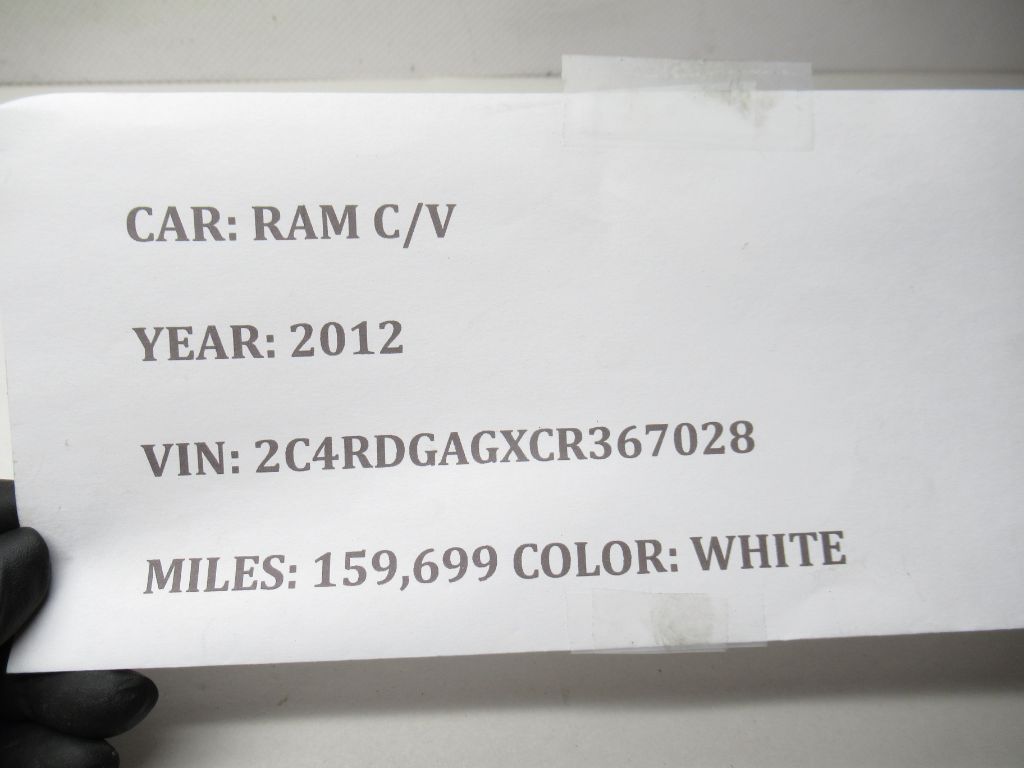 CAR: RAM C/V
YEAR: 2012
VIN: 2C4RDGAGXCR367028
MILES: 159,699 COLOR: WHITE